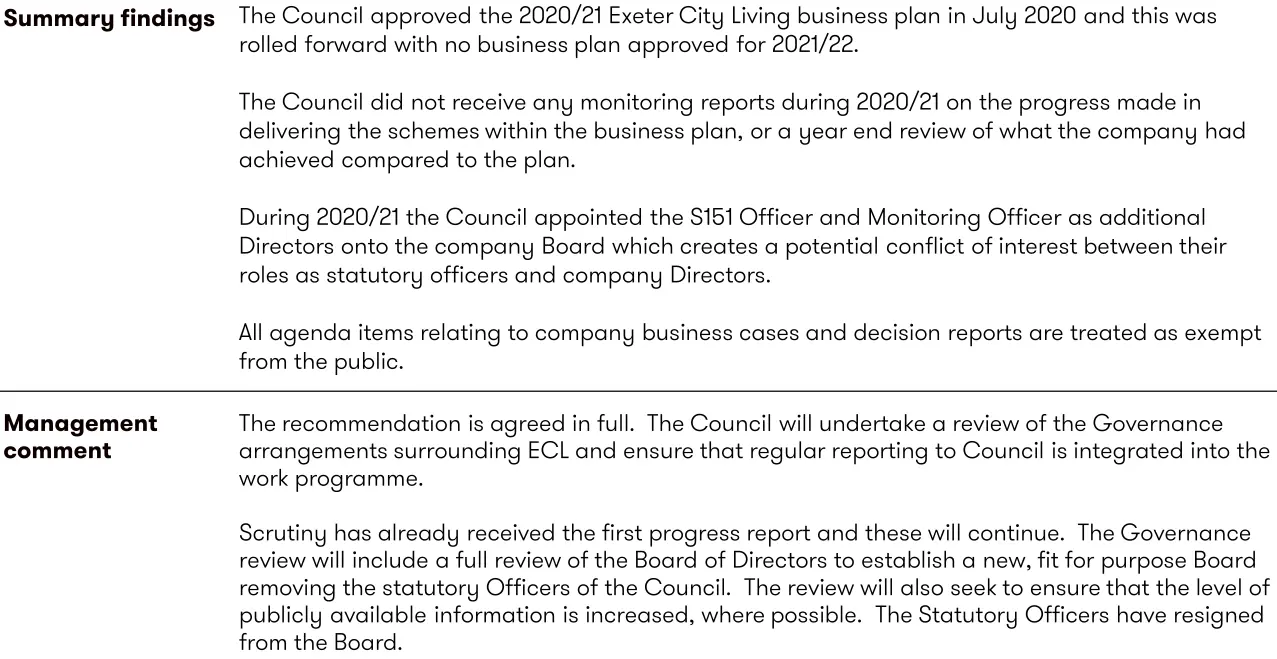 Summary findings
The Council approved the 2020/21 Exeter City Living business plan in July 2020 and this was
rolled forward with no business plan approved for 2021/22.
The Council did not receive any monitoring reports during 2020/21 on the progress made in
delivering the schemes within the business plan, or a year end review of what the company had
achieved compared to the plan.
During 2020/21 the Council appointed the S151 Officer and Monitoring Officer as additional
Directors onto the company Board which creates a potential conflict of interest between their
roles as statutory officers and company Directors.
All agenda items relating to company business cases and decision reports are treated as exempt
from the public.
Management
comment
The recommendation is agreed in full.  The Council will undertake a review of the Governance
arrangements surrounding ECL and ensure that regular reporting to Council is integrated into the
work programme.
Scrutiny has already received the first progress report and these will continue.  The Governance
review will include a full review of the Board of Directors to establish a new, fit for purpose Board
removing the statutory Officers of the Council.  The review will also seek to ensure that the level of
publicly available information is increased, where possible.  The Statutory Officers have resigned
from the Board.